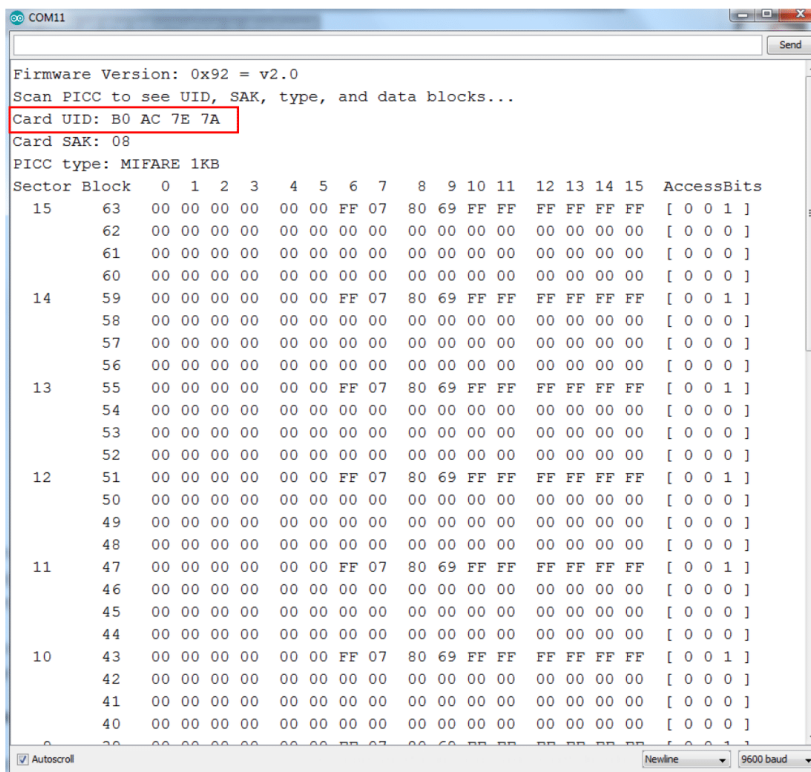 COM11
Send
Firmware Version: 0x92 = v2.0
Scan PICC to see UID, SAK, type, and data blocks...
Card UID: B0 AC 7E 7A
Card SAK: 08
PICC type: MIFARE 1KB
Sector Block 0 1 2 3 4 5 6 7 8 9 10 11 12 13 14 15 AccessBits
15 63 00 00 00 00 00 00 FF 07 80 69 FF FF FF FF FF FF [ 0 0 1 ]
62 00 00 00 00 00 00 00 00 00 00 00 00 00 00 00 00 [ 0 0 0 ]
61 00 00 00 00 00 00 00 00 00 00 00 00 00 00 00 00 [ 0 0 0 ]
60 00 00 00 00 00 00 00 00 00 00 00 00 00 00 00 00 [ 0 0 0 ]
14 59 00 00 00 00 00 00 FF 07 80 69 FF FF FF FF FF FF [ 0 0 1 ]
58 00 00 00 00 00 00 00 00 00 00 00 00 00 00 00 00 [ 0 0 0 ]
57 00 00 00 00 00 00 00 00 00 00 00 00 00 00 00 00 [ 0 0 0 ]
56 00 00 00 00 00 00 00 00 00 00 00 00 00 00 00 00 [ 0 0 0 ]
13 55 00 00 00 00 00 00 FF 07 80 69 FF FF FF FF FF FF [ 0 0 1 ]
54 00 00 00 00 00 00 00 00 00 00 00 00 00 00 00 00 [ 0 0 0 ]
53 00 00 00 00 00 00 00 00 00 00 00 00 00 00 00 00 [ 0 0 0 ]
52 00 00 00 00 00 00 00 00 00 00 00 00 00 00 00 00 [ 0 0 0 ]
12 51 00 00 00 00 00 00 FF 07 80 69 FF FF FF FF FF FF [ 0 0 1 ]
50 00 00 00 00 00 00 00 00 00 00 00 00 00 00 00 00 [ 0 0 0 ]
49 00 00 00 00 00 00 00 00 00 00 00 00 00 00 00 00 [ 0 0 0 ]
48 00 00 00 00 00 00 00 00 00 00 00 00 00 00 00 00 [ 0 0 0 ]
11 47 00 00 00 00 00 00 FF 07 80 69 FF FF FF FF FF FF [ 0 0 1 ]
46 00 00 00 00 00 00 00 00 00 00 00 00 00 00 00 00 [ 0 0 0 ]
45 00 00 00 00 00 00 00 00 00 00 00 00 00 00 00 00 [ 0 0 0 ]
44 00 00 00 00 00 00 00 00 00 00 00 00 00 00 00 00 [ 0 0 0 ]
10 43 00 00 00 00 00 00 FF 07 80 69 FF FF FF FF FF FF [ 0 0 1 ]
42 00 00 00 00 00 00 00 00 00 00 00 00 00 00 00 00 [ 0 0 0 ]
41 00 00 00 00 00 00 00 00 00 00 00 00 00 00 00 00 [ 0 0 0 ]
40 00 00 00 00 00 00 00 00 00 00 00 00 00 00 00 00 [ 0 0 0 ]
Autoscroll
Newline
9600 baud